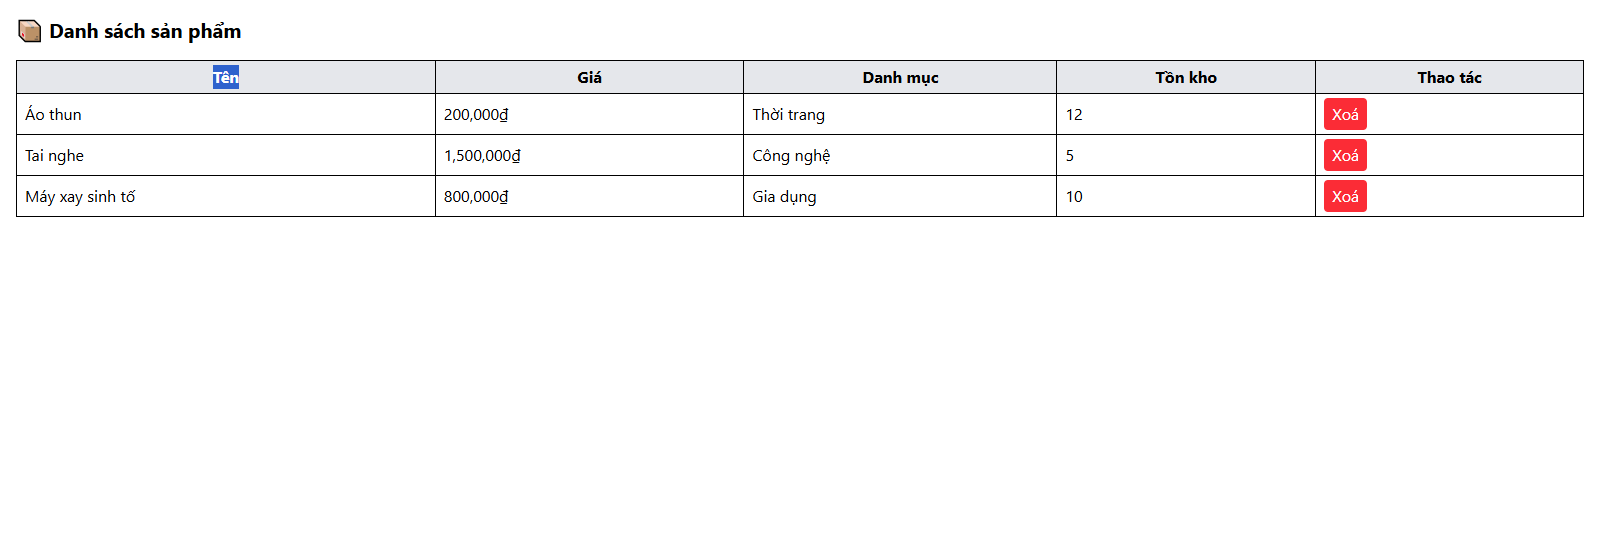 Danh sách sản phẩm
Tên Giá Danh mục Tồn kho Thao tác
Áo thun 200,000₫ Thời trang 12 Xoá
Tai nghe 1,500,000₫ Công nghệ 5 Xoá
Máy xay sinh tố 800,000₫ Gia dụng 10 Xoá